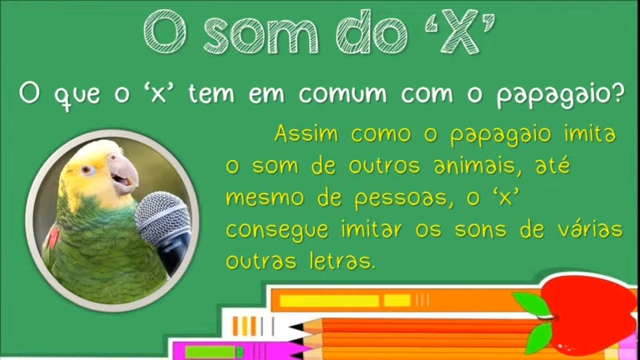 O som do ‘X’
O que o ‘x’ tem em comum com o papagaio?
Assim como o papagaio imita
o som de outros animais, até
mesmo de pessoas, o ‘x’
consegue imitar os sons de várias
outras letras.